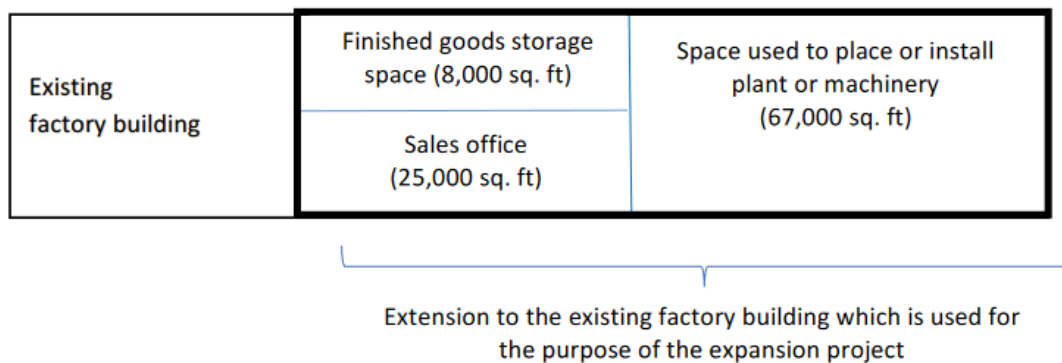 Existing
factory building
Finished goods storage
space (8,000 sq. ft)
Sales office
(25,000 sq. ft)
Space used to place or install
plant or machinery
(67,000 sq. ft)
Extension to the existing factory building which is used for
the purpose of the expansion project